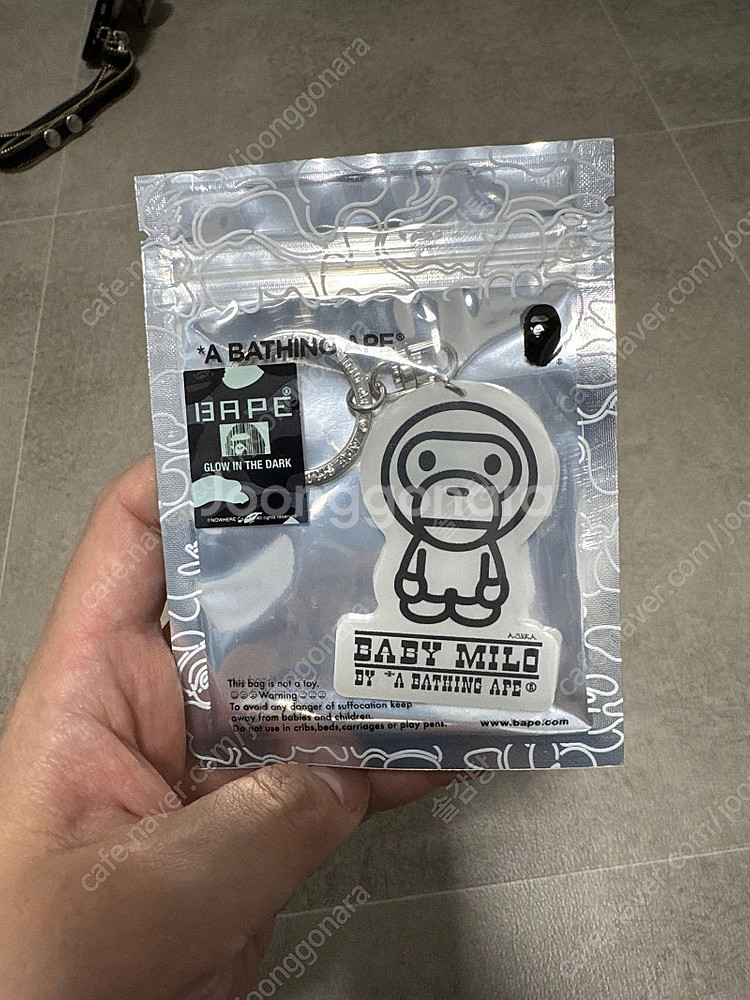 *A BATHING APE®
BAPE®
GLOW IN THE DARK
BABY MILO
BY *A BATHING APE ®
This bag is not a toy.
Warning
To avoid any danger of suffocation keep
away from babies and children.
Do not use in cribs,beds,carriages or play pens.
www.bape.com
joonggonara
cafe.naver.com/joonggonara